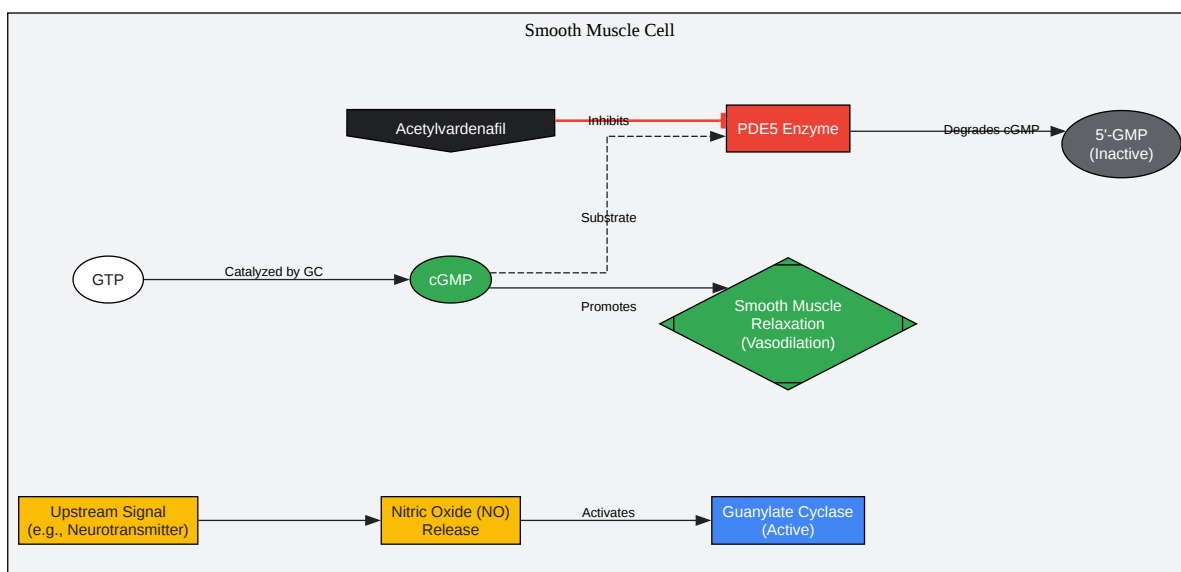 Smooth Muscle Cell
Acetylvardenafil
Inhibits
PDE5 Enzyme
Degrades cGMP
5'-GMP
(Inactive)
Substrate
GTP
Catalyzed by GC
cGMP
Promotes
Smooth Muscle
Relaxation
(Vasodilation)
Upstream Signal
(e.g., Neurotransmitter)
Nitric Oxide (NO)
Release
Activates
Guanylate Cyclase
(Active)